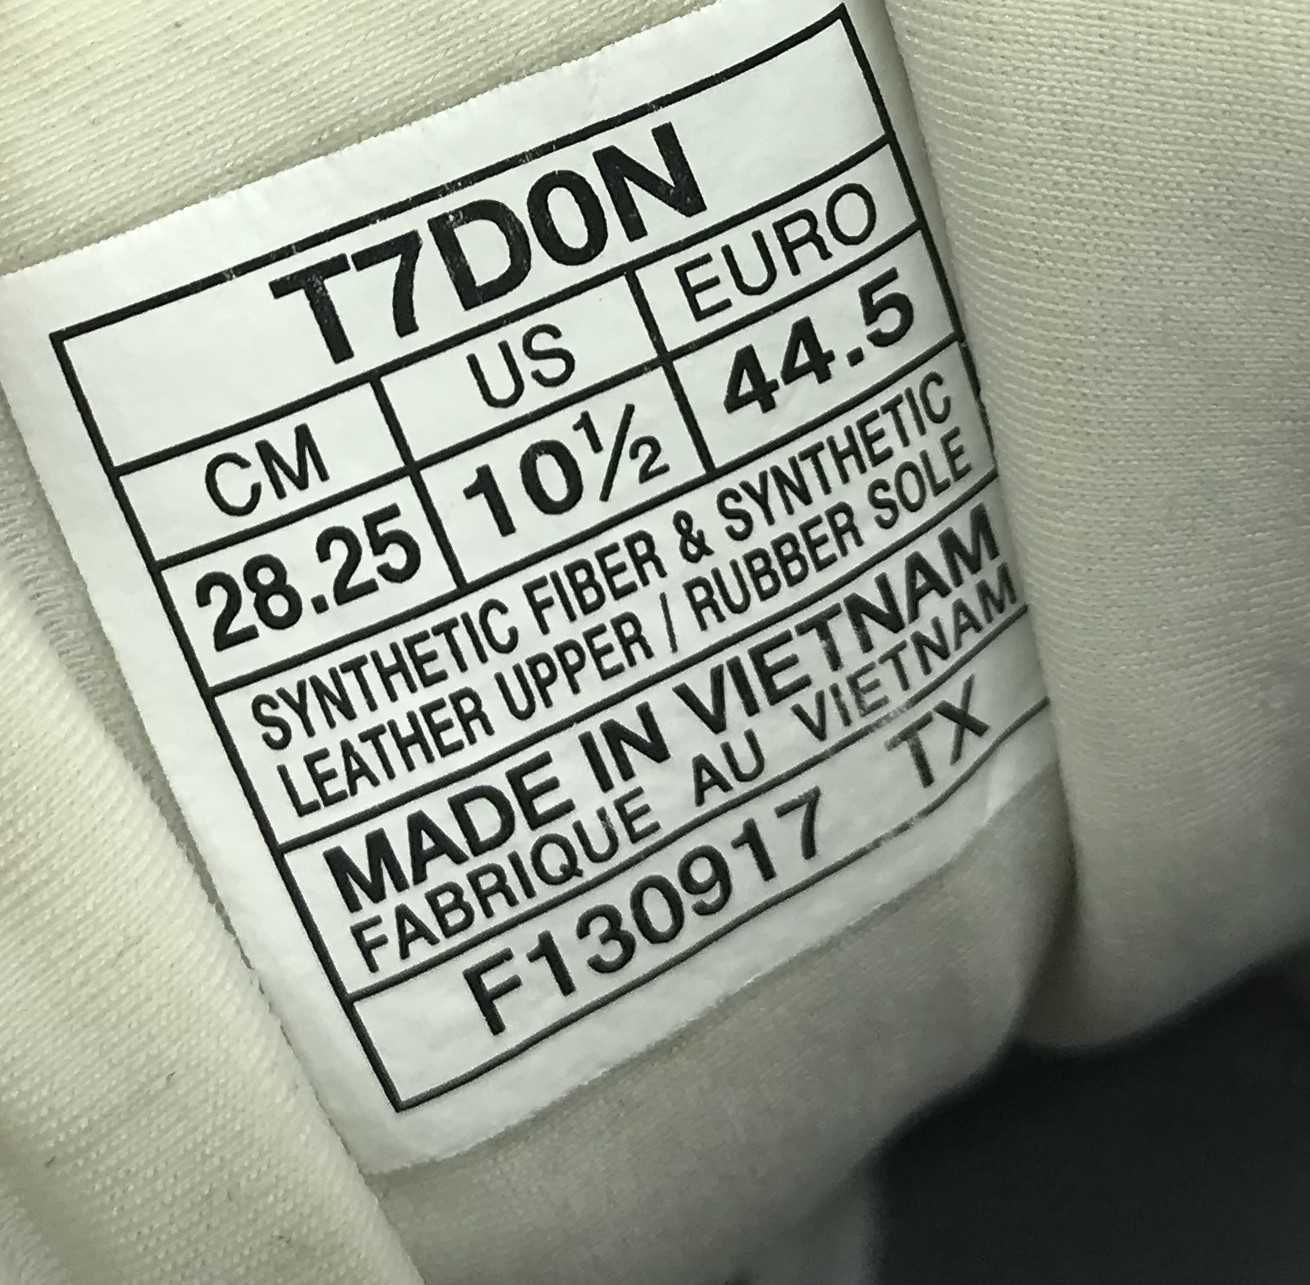 T7D0N
CM US EURO
28.25 10½ 44.5
SYNTHETIC FIBER & SYNTHETIC
LEATHER UPPER / RUBBER SOLE
MADE IN VIETNAM
FABRIQUE AU VIETNAM
F130917 TX